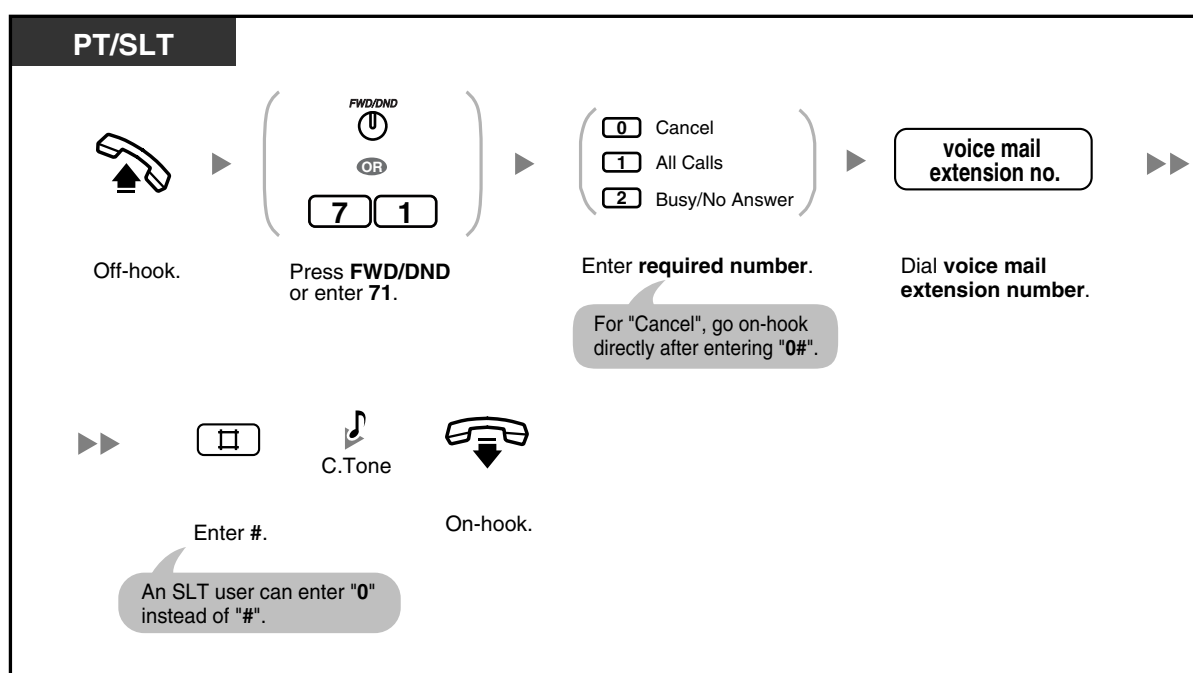 PT/SLT
FWD/DND
OR
7 1
0 Cancel
1 All Calls
2 Busy/No Answer
voice mail
extension no.
Off-hook.
Press FWD/DND
or enter 71.
Enter required number.
For "Cancel", go on-hook
directly after entering "0#".
Dial voice mail
extension number.
#
C.Tone
Enter #.
On-hook.
An SLT user can enter "0"
instead of "#".